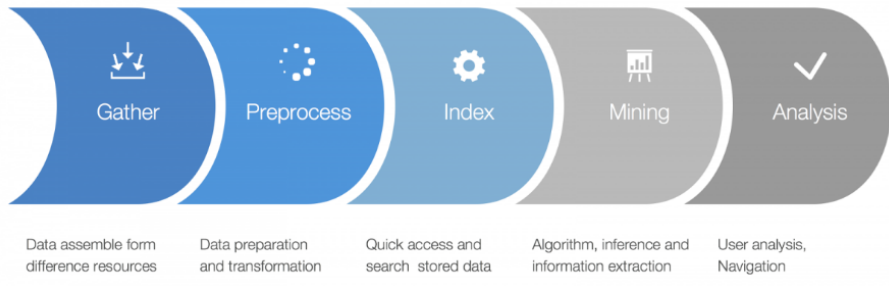 Gather
Preprocess
Index
Mining
Analysis
Data assemble form
difference resources
Data preparation
and transformation
Quick access and
search stored data
Algorithm, inference and
information extraction
User analysis,
Navigation